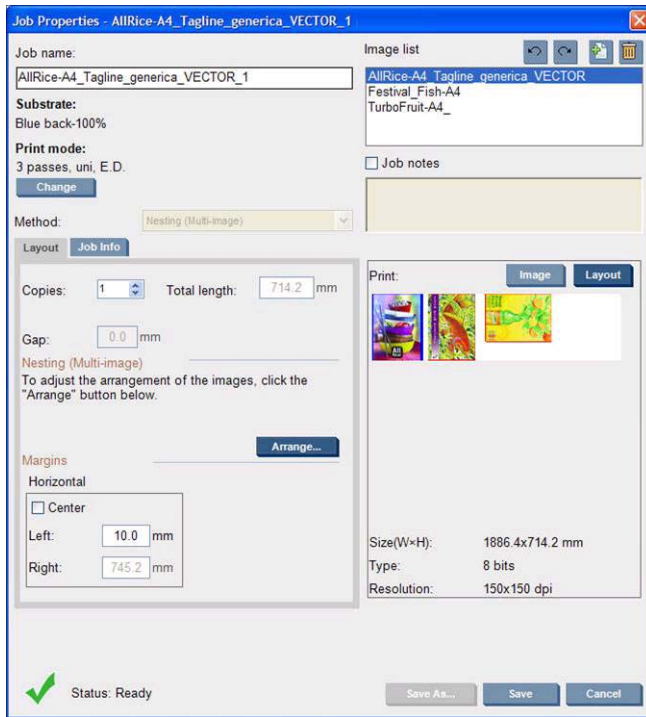 Job Properties - AllRice-A4_Tagline_generica_VECTOR_1
Job name:
AllRice-A4_Tagline_generica_VECTOR_1
Substrate:
Blue back-100%
Print mode:
3 passes, uni, E.D.
Change
Method:
Nesting (Multi-image)
Image list
AllRice-A4_Tagline_generica_VECTOR
Festival_Fish-A4
TurboFruit-A4_
Job notes
Layout
Job Info
Copies:
1
Total length:
714.2
mm
Gap:
0.0
mm
Nesting (Multi-image)
To adjust the arrangement of the images, click the
"Arrange" button below.
Arrange...
Margins
Horizontal
Center
Left:
10.0
mm
Right:
745.2
mm
Print:
Image
Layout
All
Size(W×H):
1886.4x714.2 mm
Type:
8 bits
Resolution:
150x150 dpi
Status: Ready
Save As...
Save
Cancel